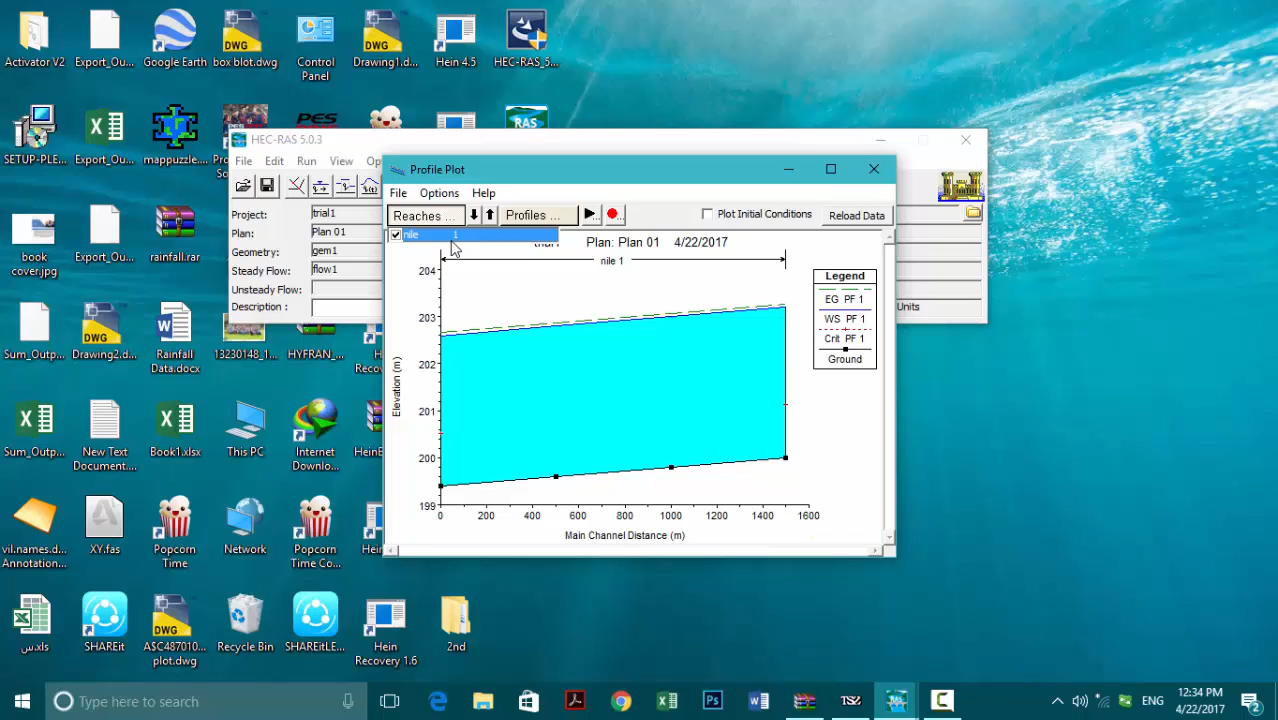 Activator V2
Export_Ou...
Google Earth
box blot.dwg
Control
Panel
Drawing1.d...
Hein 4.5
HEC-RAS_5...
SETUP-PLE...
Export_Ou...
mappuzzle....
HEC-RAS 5.0.3
File Edit Run View
Project: trial1
Plan: Plan 01
Geometry: gem1
Steady Flow: flow1
Unsteady Flow:
Description :
Units
Profile Plot
File Options Help
Reaches ...
Profiles ...
Plot Initial Conditions
Reload Data
nile 1
Plan: Plan 01 4/22/2017
nile 1
204
203
202
201
200
199
Elevation (m)
0 200 400 600 800 1000 1200 1400 1600
Main Channel Distance (m)
Legend
EG PF 1
WS PF 1
Crit PF 1
Ground
book
cover.jpg
Export_Ou...
rainfall.rar
Sum_Outp...
Drawing2.d...
Rainfall
Data.docx
13230148_1...
HYFRAN_...
Sum_Outp...
New Text
Document....
Book1.xlsx
This PC
Internet
Downlo...
vil.names.d...
Annotation...
XY.fas
Popcorn
Time
Network
Popcorn
Time Co...
س.xls
SHAREit
A$C487010...
plot.dwg
Recycle Bin
SHAREitLE...
Hein
Recovery 1.6
2nd
Type here to search
ENG
12:34 PM
4/22/2017
2